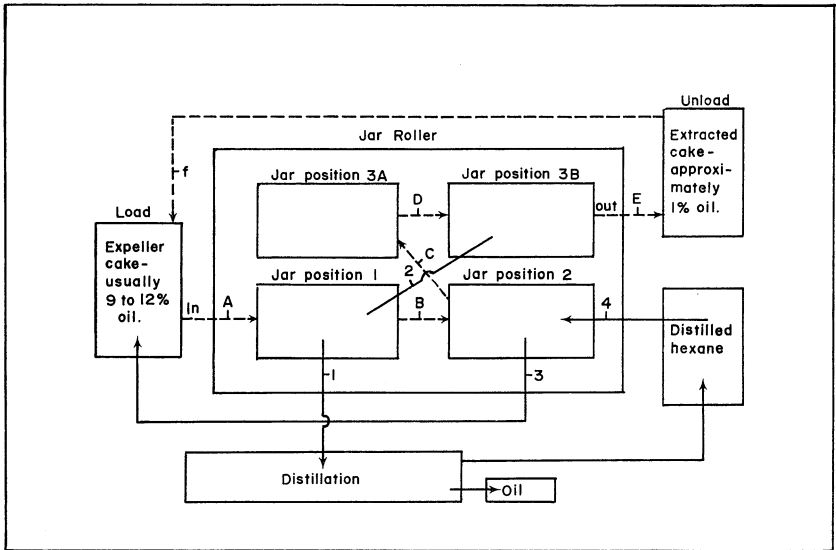 Unload
Jar Roller
Extracted
cake-
approxi-
mately
1% oil.
f
Jar position 3A
Jar position 3B
D
out
E
Load
Expeller
cake-
usually
9 to 12%
oil.
C
2
Jar position 1
Jar position 2
In
A
B
4
Distilled
hexane
1
3
Distillation
Oil